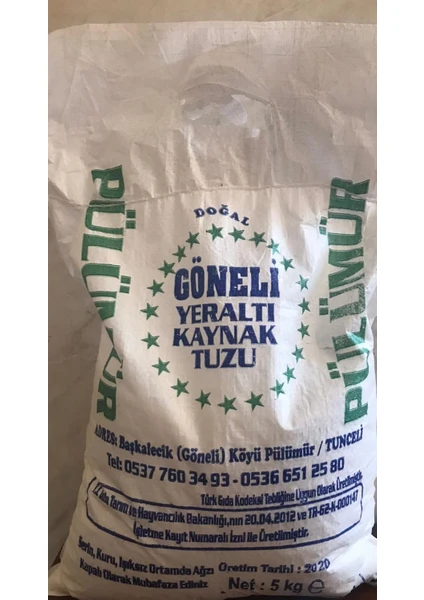 DOĞAL
PÜLÜMÜR
GÖNELİ
YERALTI
KAYNAK
TUZU
PÜLÜMÜR
ADRES: Başkalecik (Göneli) Köyü Pülümür / TUNCELİ
Tel: 0537 760 34 93 - 0536 651 25 80
Türk Gıda Kodeksi Tebliğine Uygun Olarak Üretilmiştir.
Tarım ve Hayvancılık Bakanlığı,nın 20.04.2012 ve TR-62-K-000147
İşletme Kayıt Numaralı İzni ile Üretilmiştir.
Serin, Kuru, Işıksız Ortamda Ağzı
Kapalı Olarak Muhafaza Ediniz
Üretim Tarihi : 2020
Net : 5 kg ℮